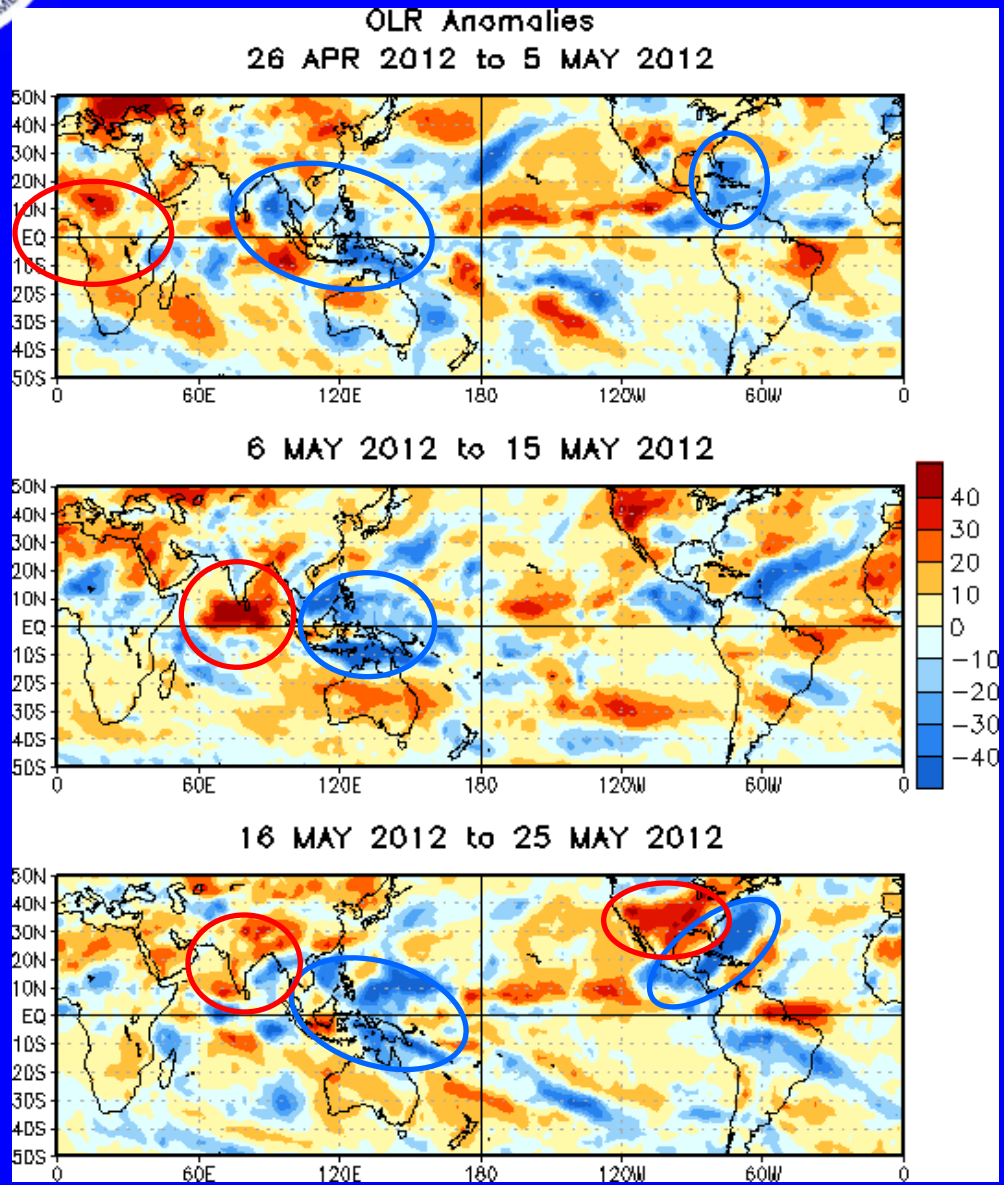 OLR Anomalies
26 APR 2012 to 5 MAY 2012
50N
40N
30N
20N
10N
EQ
10S
20S
30S
40S
50S
0 60E 120E 180 120W 60W 0
6 MAY 2012 to 15 MAY 2012
50N
40N
30N
20N
10N
EQ
10S
20S
30S
40S
50S
0 60E 120E 180 120W 60W 0
40
30
20
10
0
-10
-20
-30
-40
16 MAY 2012 to 25 MAY 2012
50N
40N
30N
20N
10N
EQ
10S
20S
30S
40S
50S
0 60E 120E 180 120W 60W 0